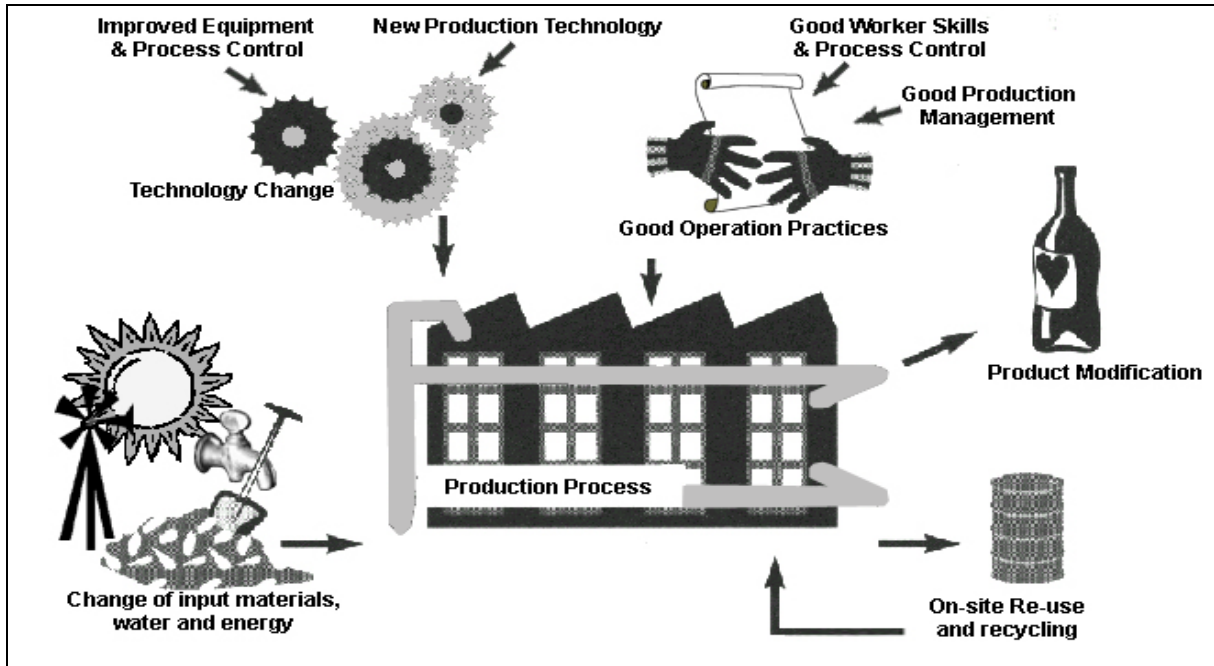 Improved Equipment
& Process Control
New Production Technology
Good Worker Skills
& Process Control
Good Production
Management
Technology Change
Good Operation Practices
Product Modification
Production Process
Change of input materials,
water and energy
On-site Re-use
and recycling